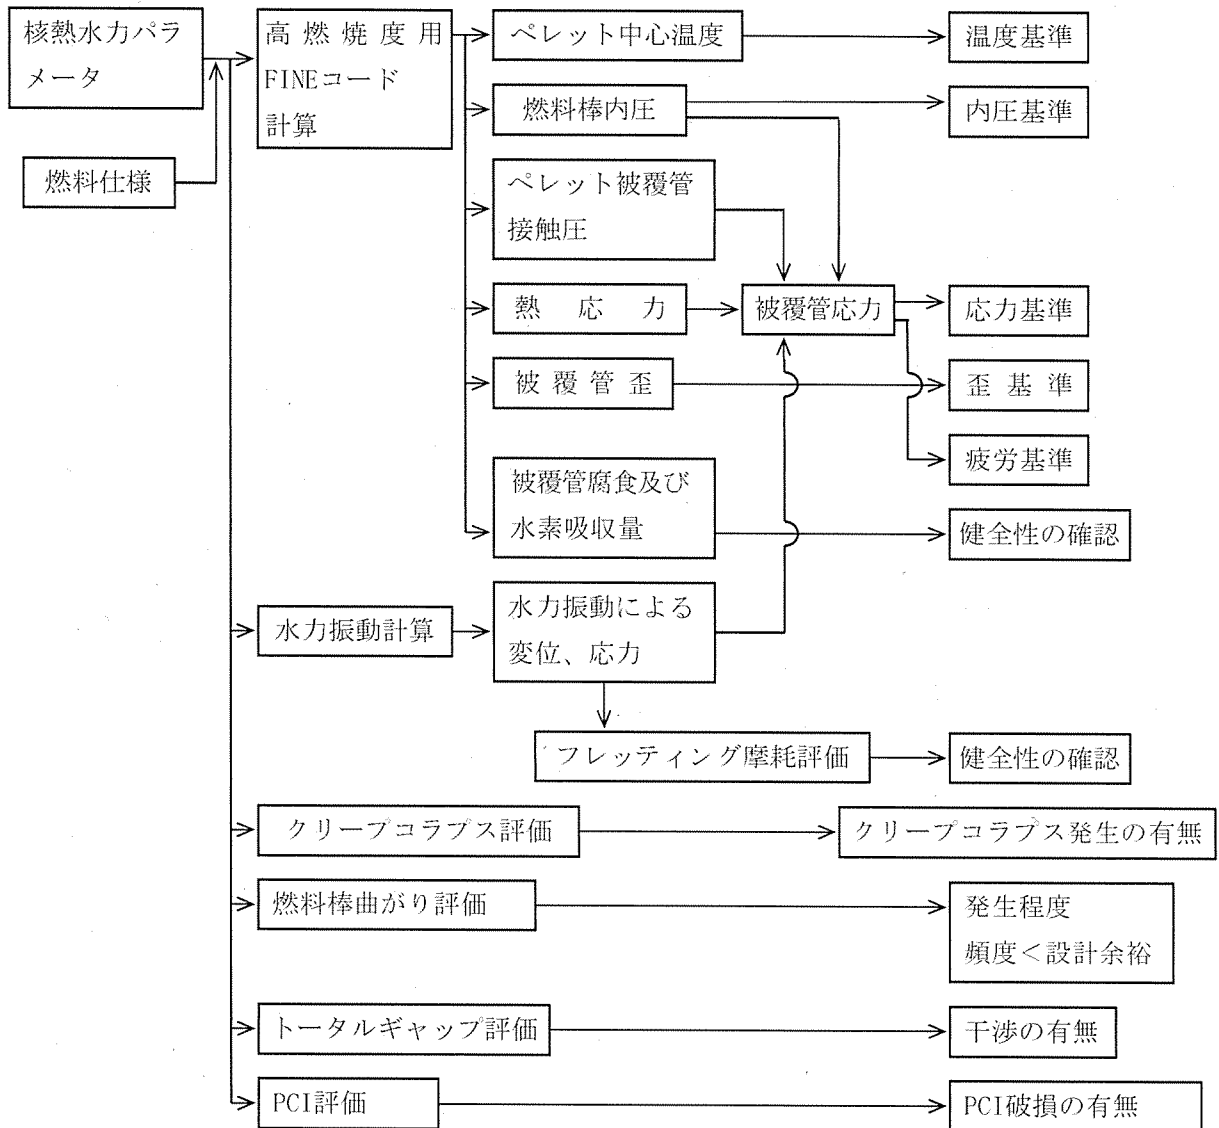 核熱水力パラ
メータ
燃料仕様
高燃焼度用
FINEコード
計算
ペレット中心温度
温度基準
燃料棒内圧
内圧基準
ペレット被覆管
接触圧
熱応力
被覆管応力
応力基準
被覆管歪
歪基準
疲労基準
被覆管腐食及び
水素吸収量
健全性の確認
水力振動計算
水力振動による
変位、応力
フレッティング摩耗評価
健全性の確認
クリープコラプス評価
クリープコラプス発生の有無
燃料棒曲がり評価
発生程度
頻度<設計余裕
トータルギャップ評価
干渉の有無
PCI評価
PCI破損の有無